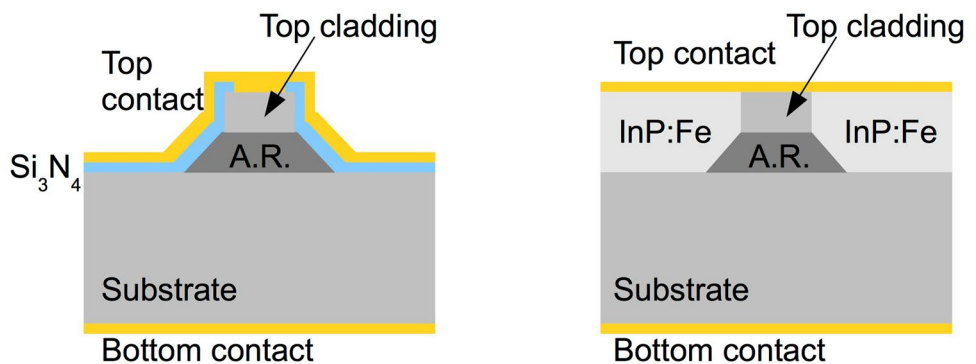 Top cladding
Top
contact
A.R.
Si₃N₄
Substrate
Bottom contact
Top cladding
Top contact
InP:Fe
InP:Fe
A.R.
Substrate
Bottom contact